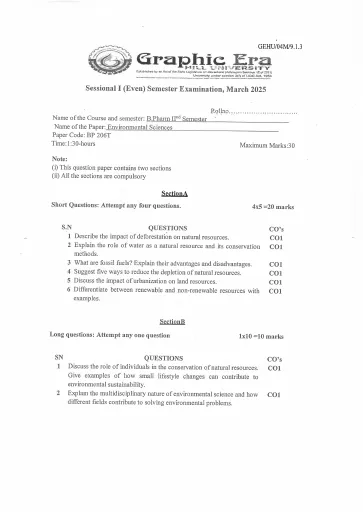 GEHU/04M/9.1.3
Graphic Era
HILL UNIVERSITY
Sessional I (Even) Semester Examination, March 2025
Rollno.
Name of the Course and semester: B.Pharm IInd Semester
Name of the Paper: Environmental Sciences
Paper Code: BP 206T
Time:1:30-hours Maximum Marks:30
Note:
(i) This question paper contains two sections
(ii) All the sections are compulsory
SectionA
Short Questions: Attempt any four questions. 4x5 =20 marks
S.N QUESTIONS CO's
1 Describe the impact of deforestation on natural resources. CO1
2 Explain the role of water as a natural resource and its conservation CO1
methods.
3 What are fossil fuels? Explain their advantages and disadvantages. CO1
4 Suggest five ways to reduce the depletion of natural resources. CO1
5 Discuss the impact of urbanization on land resources. CO1
6 Differentiate between renewable and non-renewable resources with CO1
examples.
SectionB
Long questions: Attempt any one question 1x10 =10 marks
SN QUESTIONS CO's
1 Discuss the role of individuals in the conservation of natural resources. CO1
Give examples of how small lifestyle changes can contribute to
environmental sustainability.
2 Explain the multidisciplinary nature of environmental science and how CO1
different fields contribute to solving environmental problems.